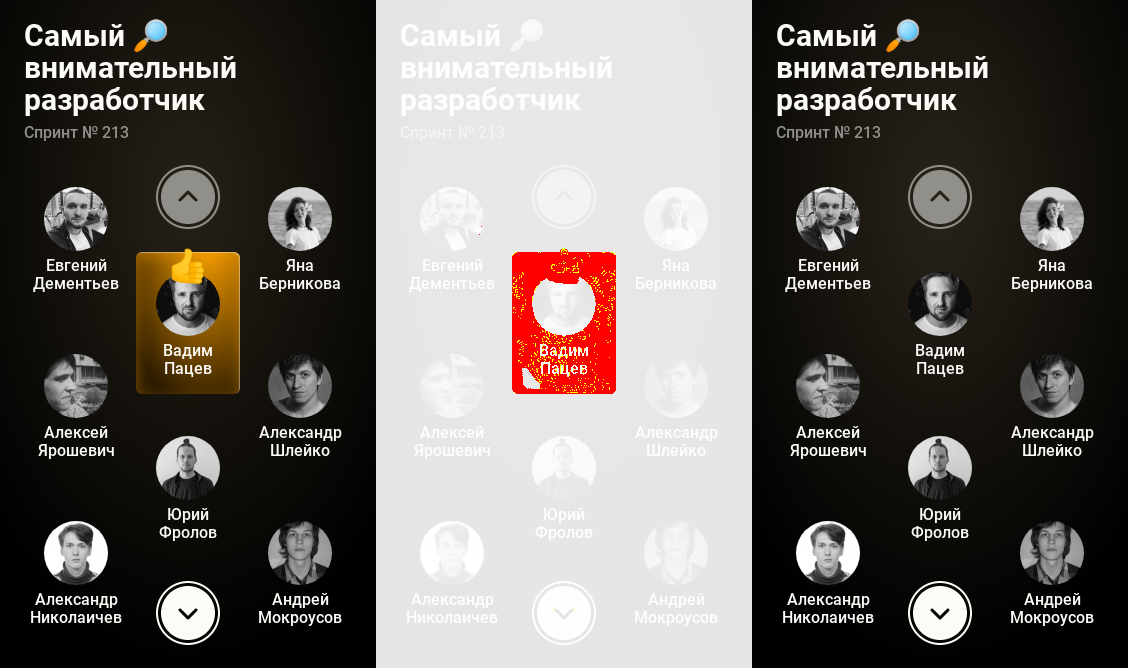 Самый 🔎
внимательный
разработчик
Спринт № 213
Евгений
Дементьев
Яна
Берникова
Вадим
Пацев
Алексей
Ярошевич
Александр
Шлейко
Юрий
Фролов
Александр
Николаичев
Андрей
Мокроусов
Самый 🔎
внимательный
разработчик
Спринт № 213
Евгений
Дементьев
Яна
Берникова
Вадим
Пацев
Алексей
Ярошевич
Александр
Шлейко
Юрий
Фролов
Александр
Николаичев
Андрей
Мокроусов
Самый 🔎
внимательный
разработчик
Спринт № 213
Евгений
Дементьев
Яна
Берникова
Вадим
Пацев
Алексей
Ярошевич
Александр
Шлейко
Юрий
Фролов
Александр
Николаичев
Андрей
Мокроусов